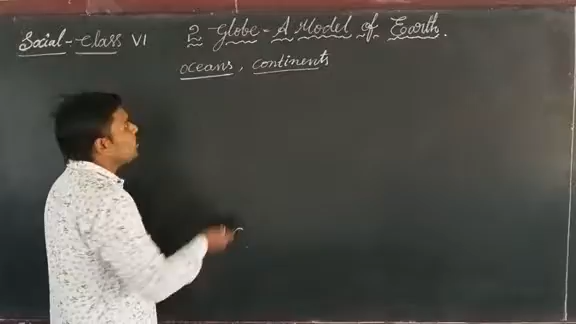 Social - Class VI
2 Globe - A Model of Earth.
oceans, continents